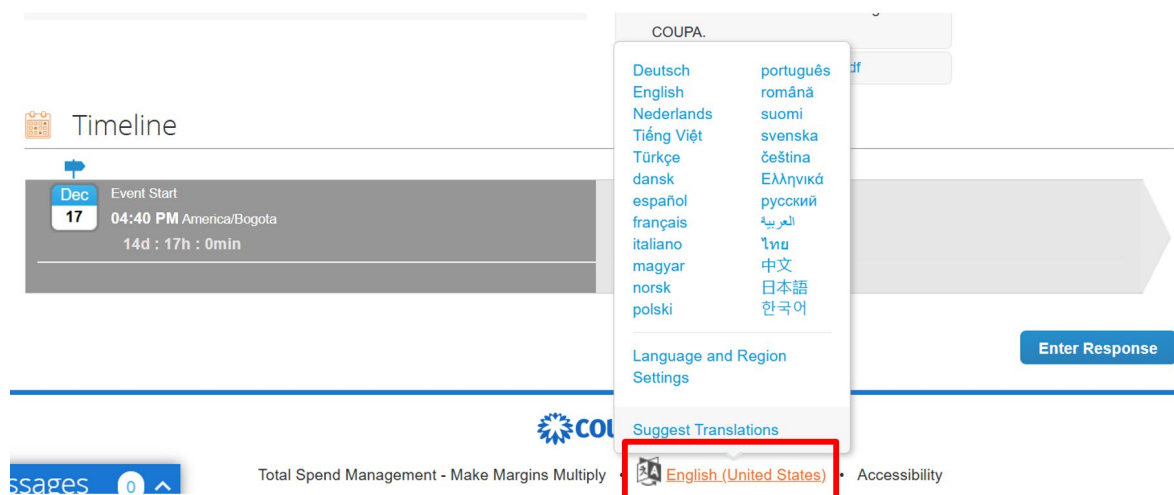 COUPA.
df
Deutsch português
English română
Nederlands suomi
Tiếng Việt svenska
Türkçe čeština
dansk Ελληνικά
español русский
français العربية
italiano ไทย
magyar 中文
norsk 日本語
polski 한국어
Language and Region
Settings
Suggest Translations
Timeline
Dec
17
Event Start
04:40 PM America/Bogota
14d : 17h : 0min
Enter Response
COU
Total Spend Management - Make Margins Multiply • English (United States) • Accessibility
ssages 0